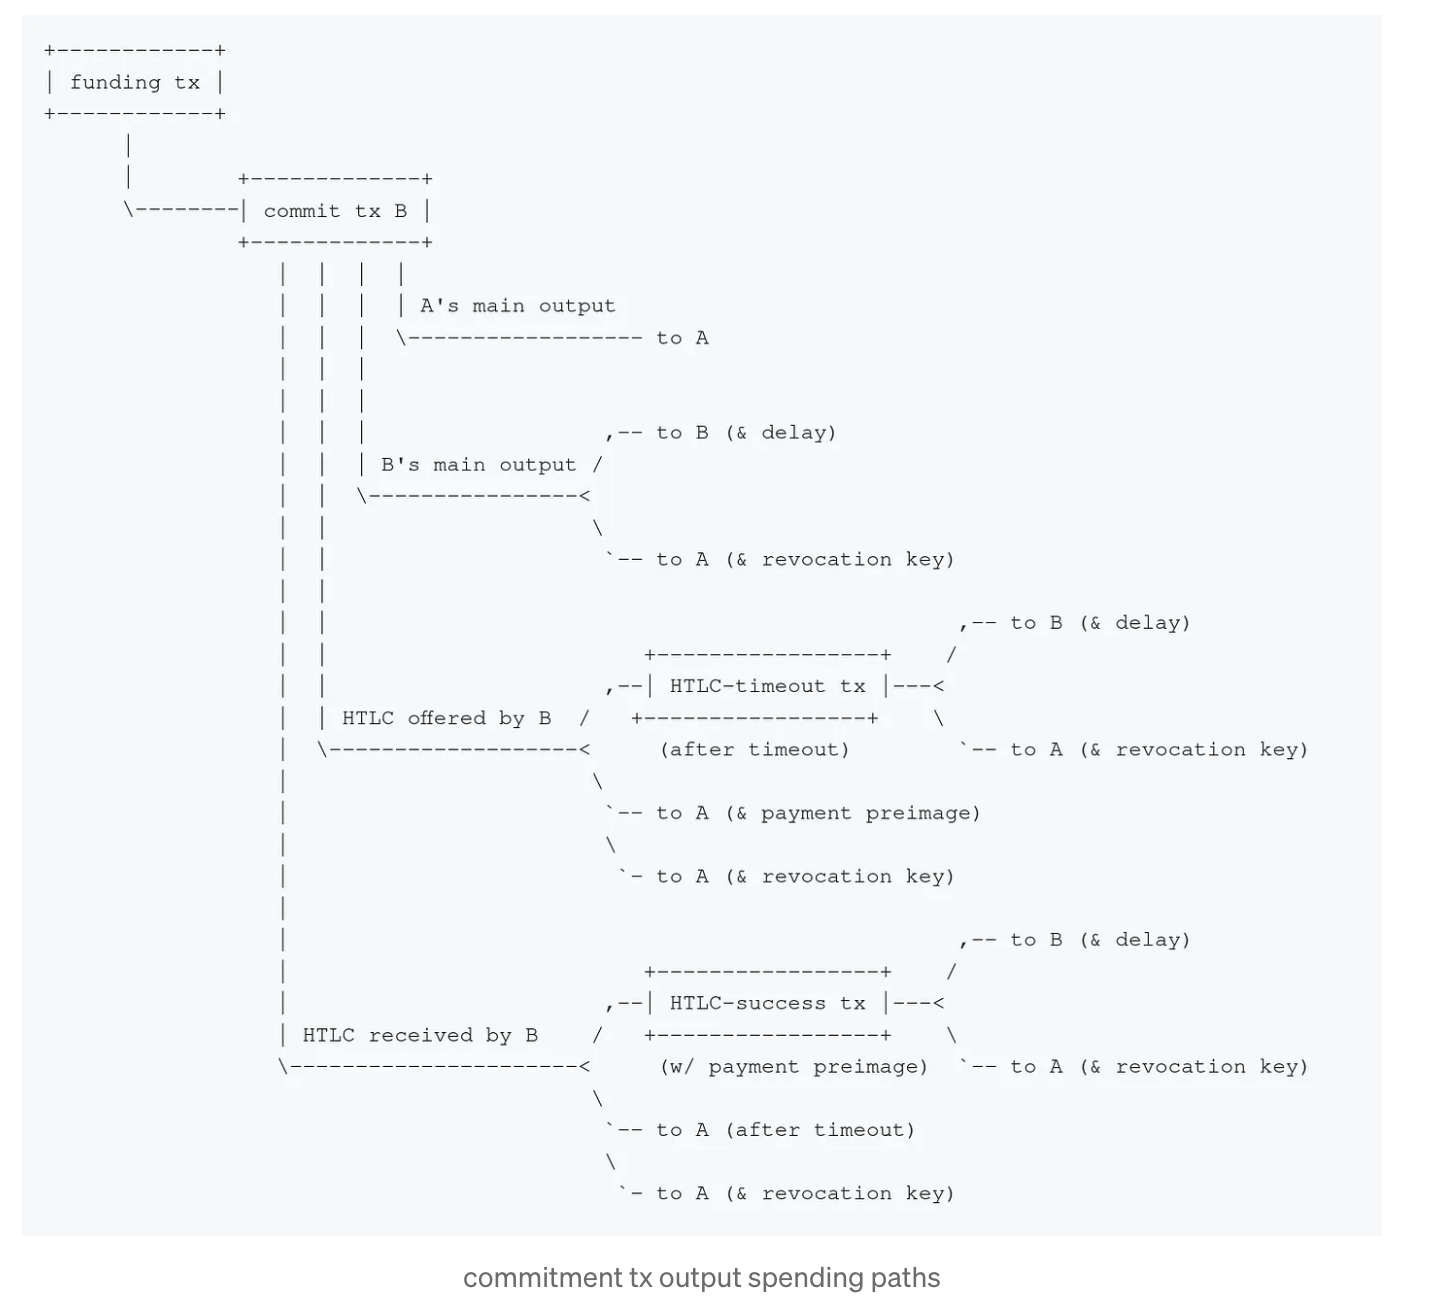 +------------+
| funding tx |
+------------+
      |
      |        +-------------+
      \--------| commit tx B |
               +-------------+
                  |  |  |  |
                  |  |  |  | A's main output
                  |  |  |  \------------------ to A
                  |  |  |
                  |  |  |
                  |  |  |                   ,-- to B (& delay)
                  |  |  | B's main output /
                  |  |  \----------------<
                  |  |                    \
                  |  |                     `-- to A (& revocation key)
                  |  |
                  |  |                                            ,-- to B (& delay)
                  |  |                        +-----------------+    /
                  |  |                     ,--| HTLC-timeout tx |---<
                  |  | HTLC offered by B  /   +-----------------+    \
                  |  \-------------------<      (after timeout)       `-- to A (& revocation key)
                  |                       \
                  |                        `-- to A (& payment preimage)
                  |                        \
                  |                         `- to A (& revocation key)
                  |
                  |                                               ,-- to B (& delay)
                  |                           +-----------------+    /
                  |                        ,--| HTLC-success tx |---<
                  | HTLC received by B    /   +-----------------+    \
                  \----------------------<      (w/ payment preimage)  `-- to A (& revocation key)
                                          \
                                           `-- to A (after timeout)
                                           \
                                            `- to A (& revocation key)
commitment tx output spending paths